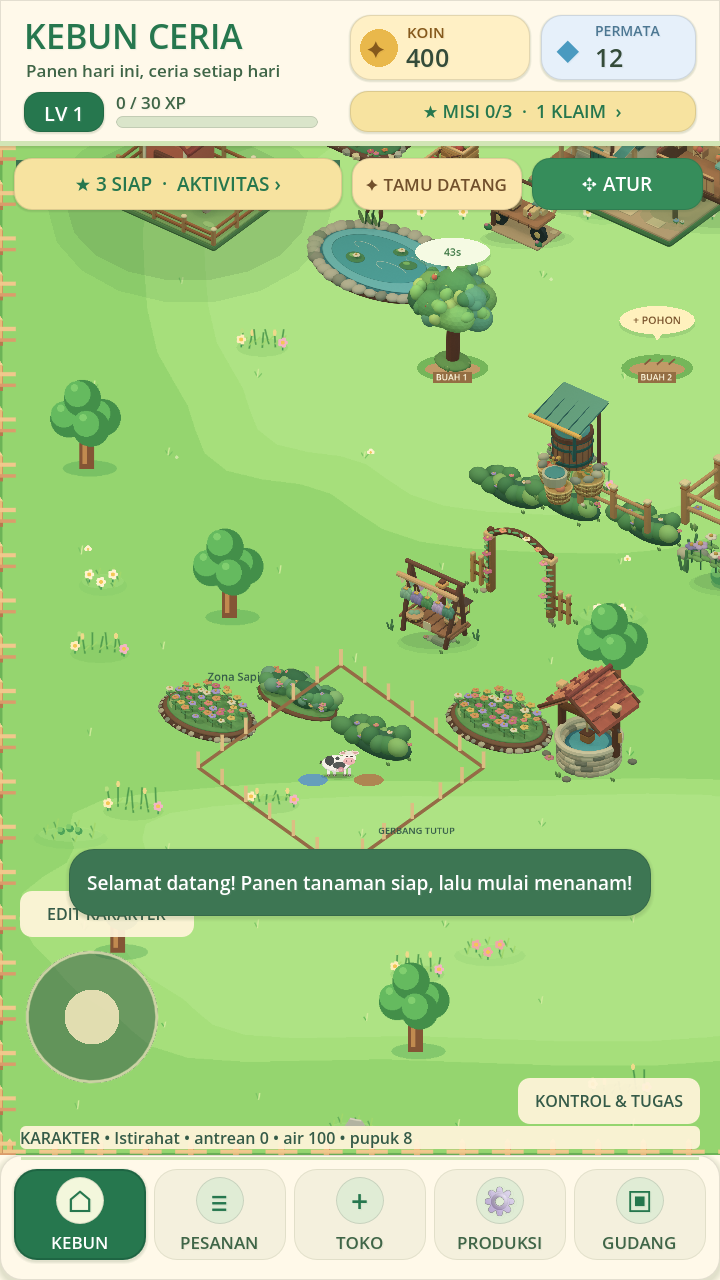 KEBUN CERIA
Panen hari ini, ceria setiap hari
LV 1
0 / 30 XP
KOIN
400
PERMATA
12
★ MISI 0/3 · 1 KLAIM ›
★ 3 SIAP · AKTIVITAS ›
✦ TAMU DATANG
ATUR
43s
BUAH 1
+ POHON
BUAH 2
Zona Sapi
GERBANG TUTUP
Selamat datang! Panen tanaman siap, lalu mulai menanam!
EDIT KARAKTER
KONTROL & TUGAS
KARAKTER • Istirahat • antrean 0 • air 100 • pupuk 8
KEBUN
PESANAN
TOKO
PRODUKSI
GUDANG